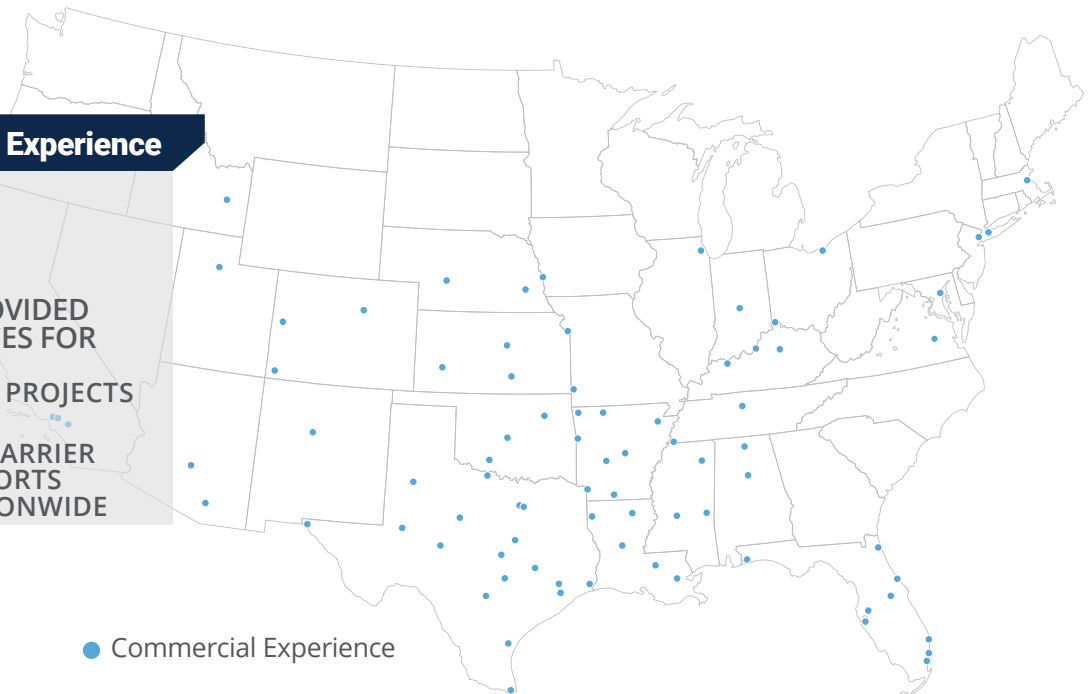 Experience
OVIDED
ES FOR
PROJECTS
ARRIER
ORTS
ONWIDE
Commercial Experience